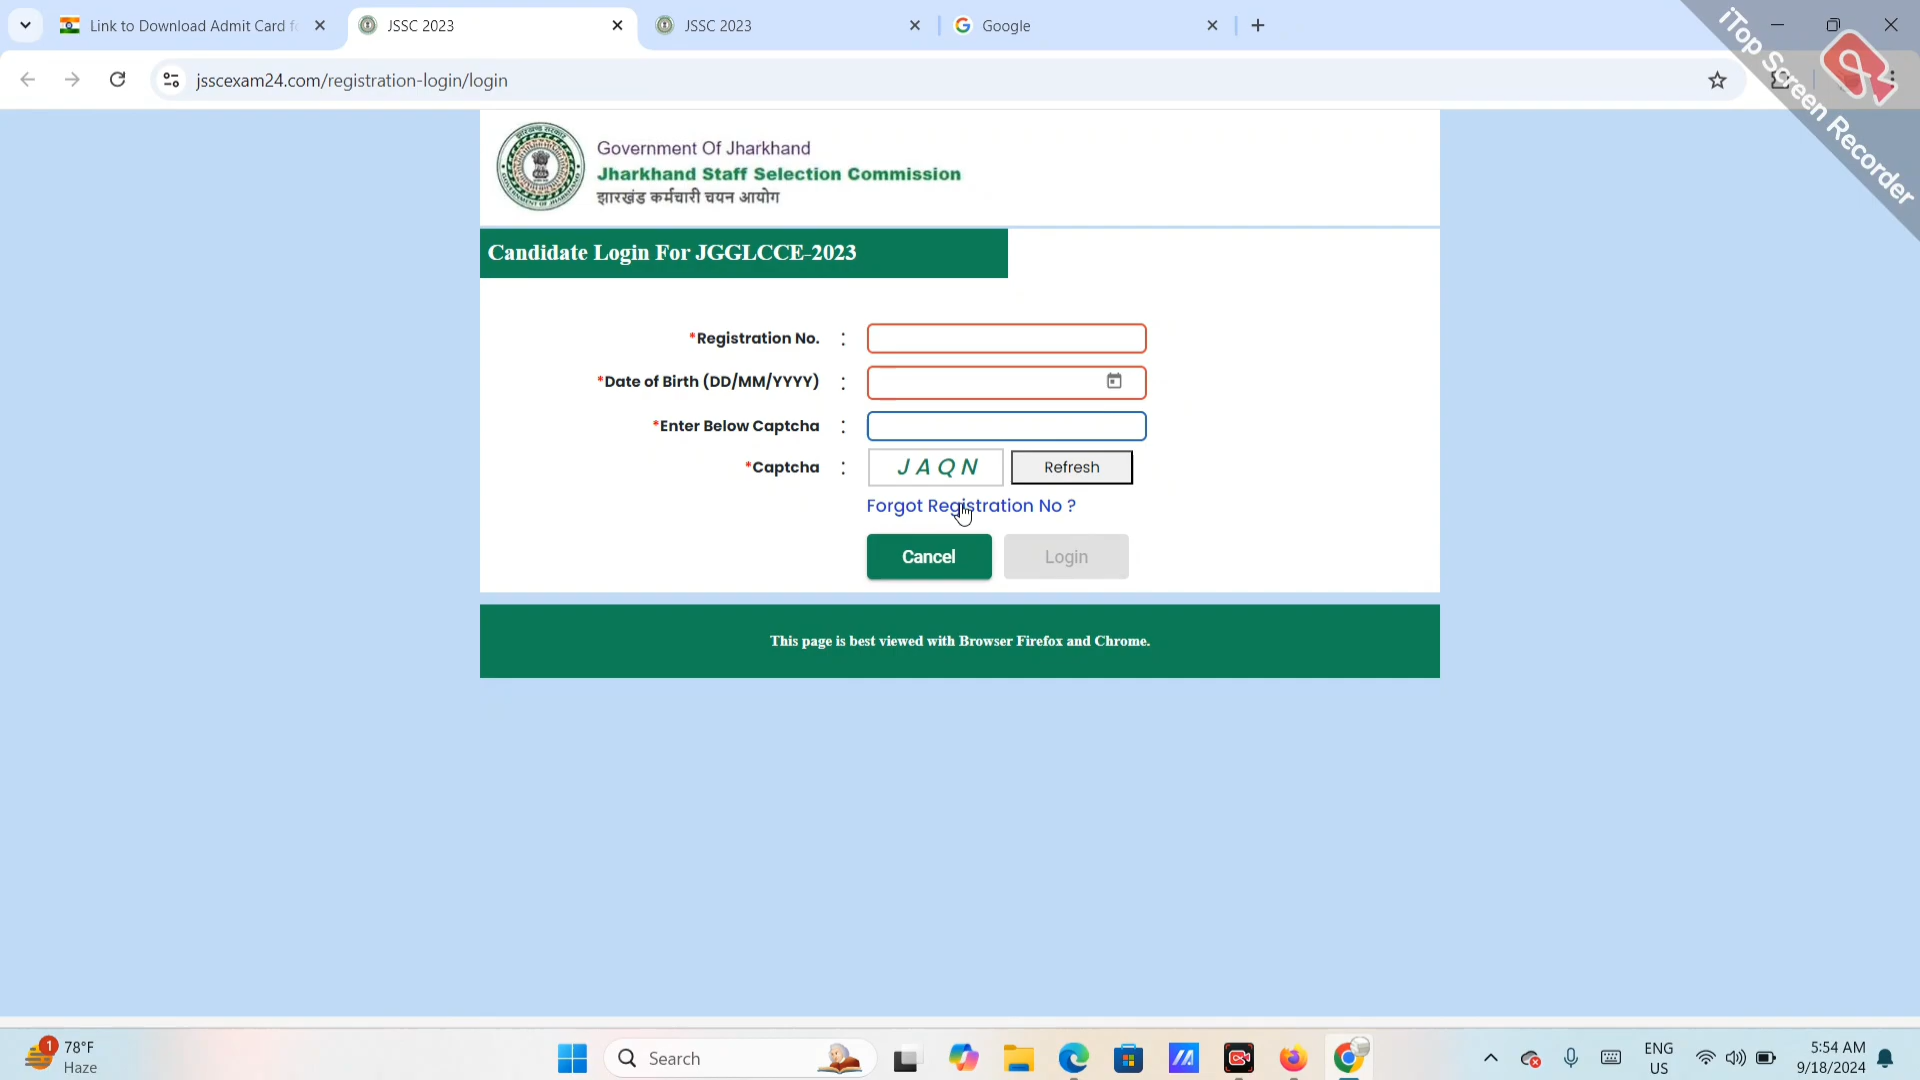 Link to Download Admit Card fo
JSSC 2023
JSSC 2023
Google
jsscexam24.com/registration-login/login
iTop Screen Recorder
Government Of Jharkhand
Jharkhand Staff Selection Commission
झारखंड कर्मचारी चयन आयोग
Candidate Login For JGGLCCE-2023
*Registration No. :
*Date of Birth (DD/MM/YYYY) :
*Enter Below Captcha :
*Captcha : JAQN Refresh
Forgot Registration No ?
Cancel Login
This page is best viewed with Browser Firefox and Chrome.
1
78°F
Haze
Search
ENG
US
5:54 AM
9/18/2024